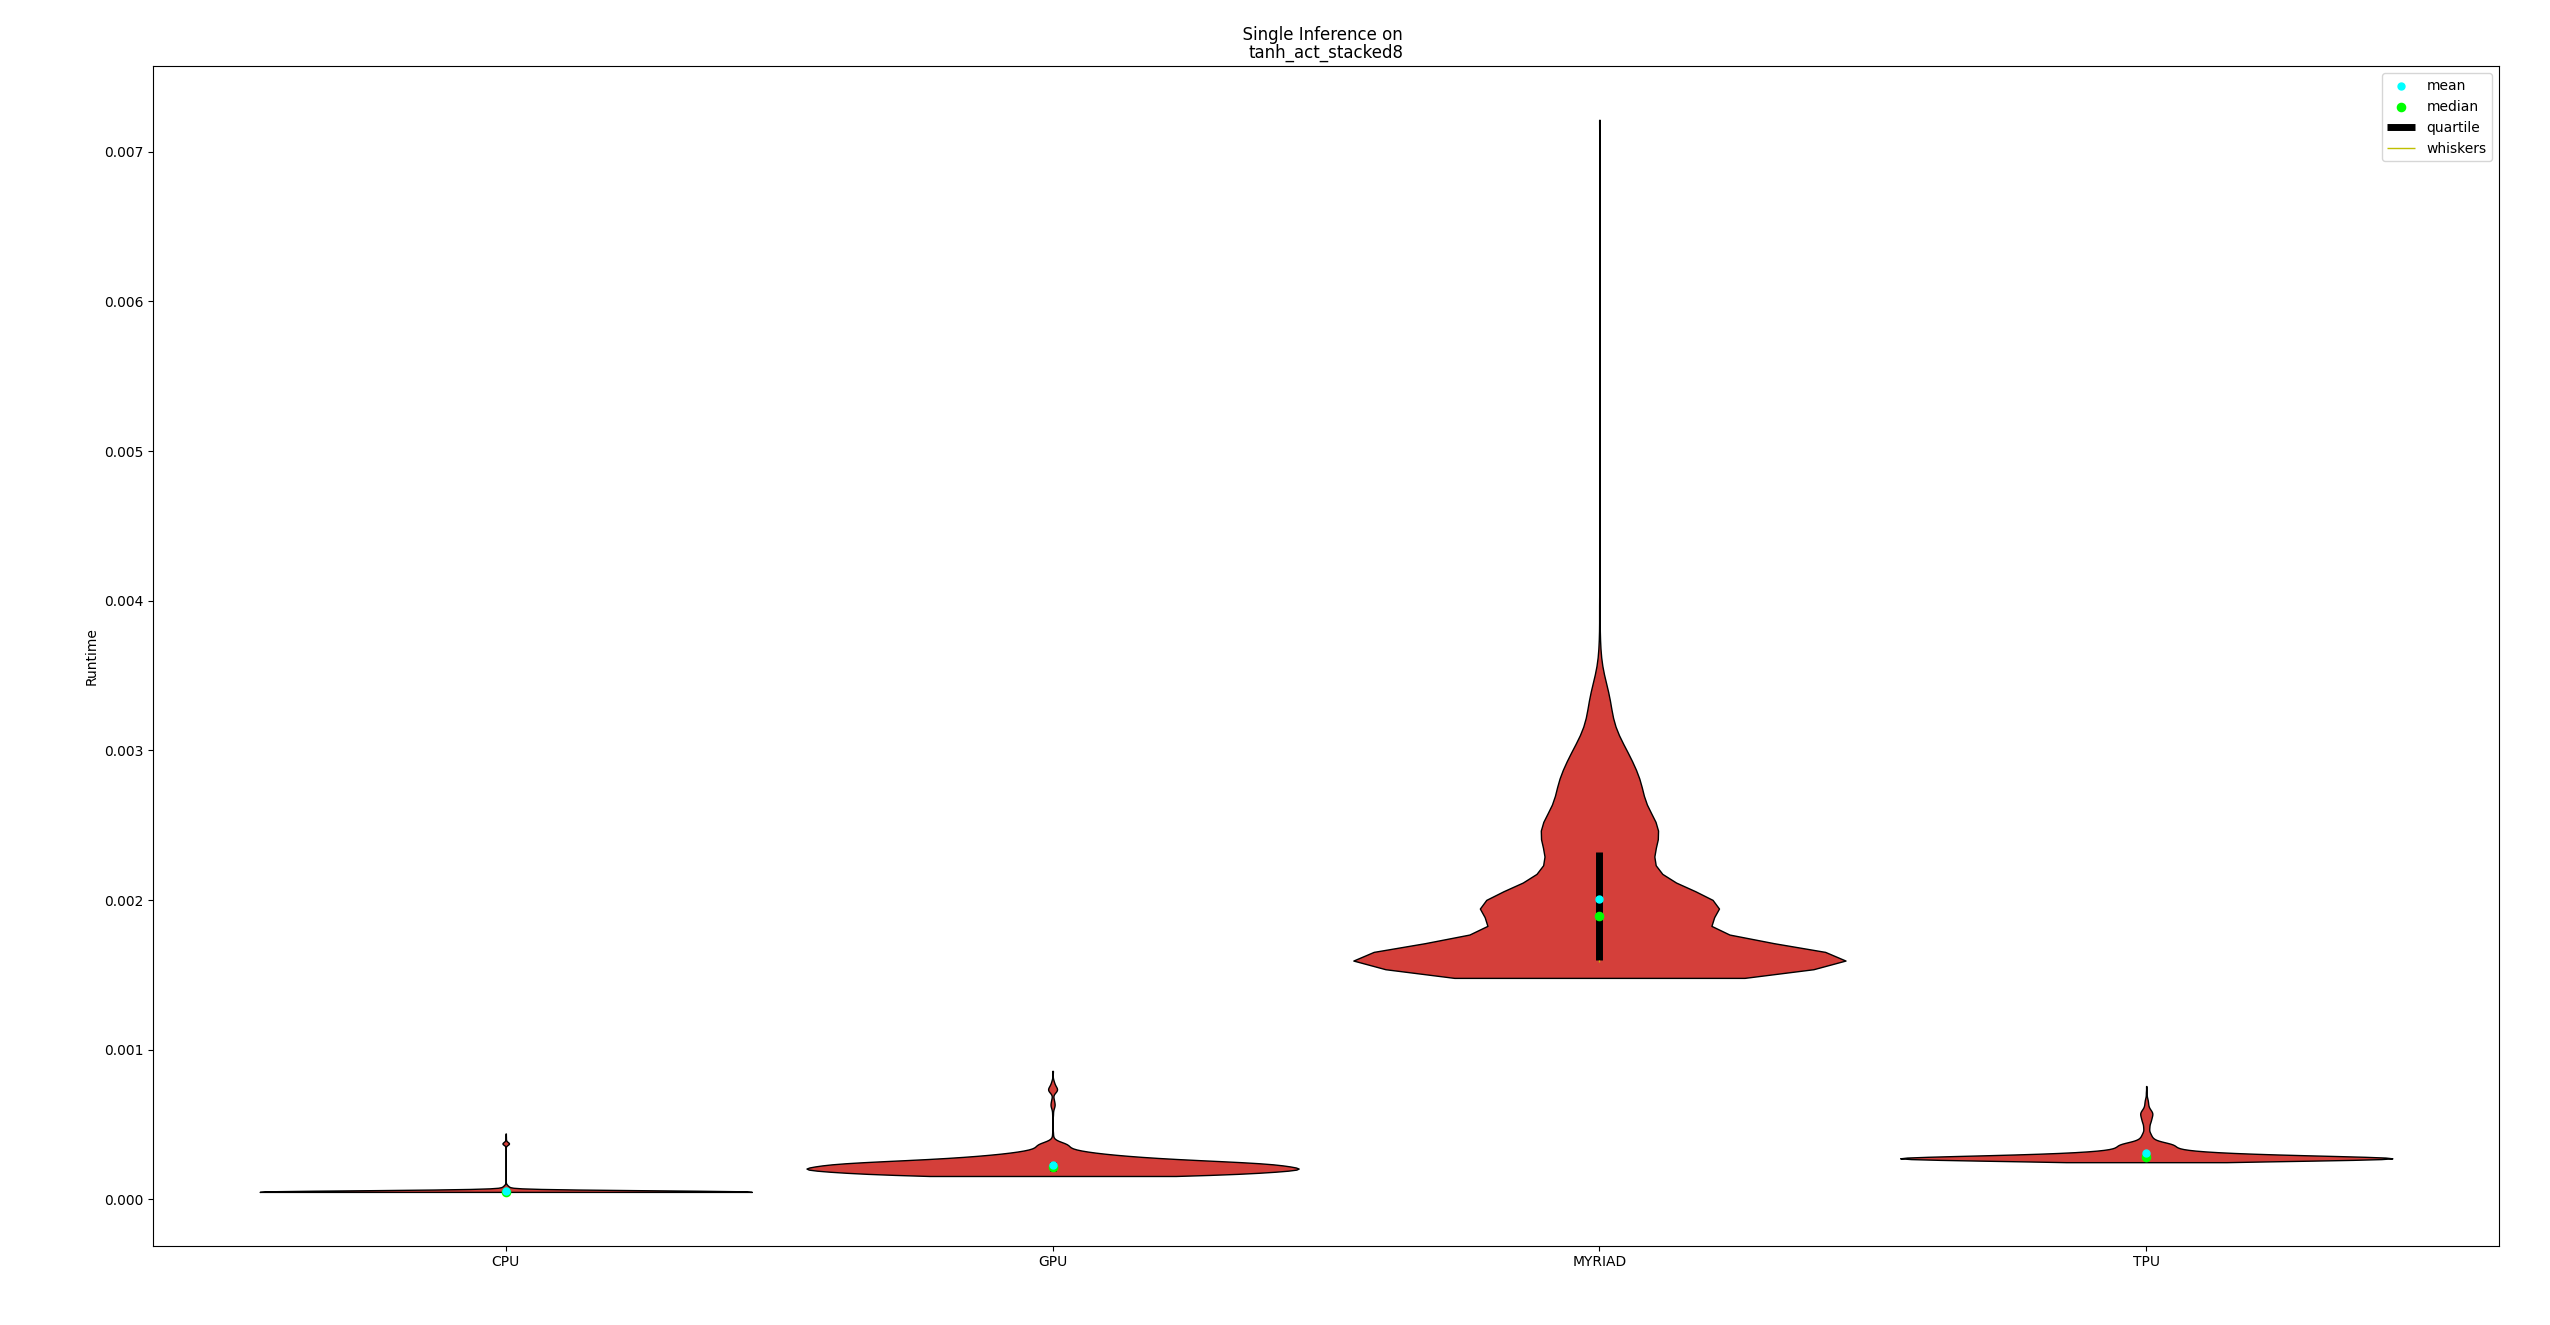 Single Inference on
tanh_act_stacked8
mean
median
quartile
whiskers
0.007
0.006
0.005
0.004
0.003
0.002
0.001
0.000
Runtime
CPU
GPU
MYRIAD
TPU